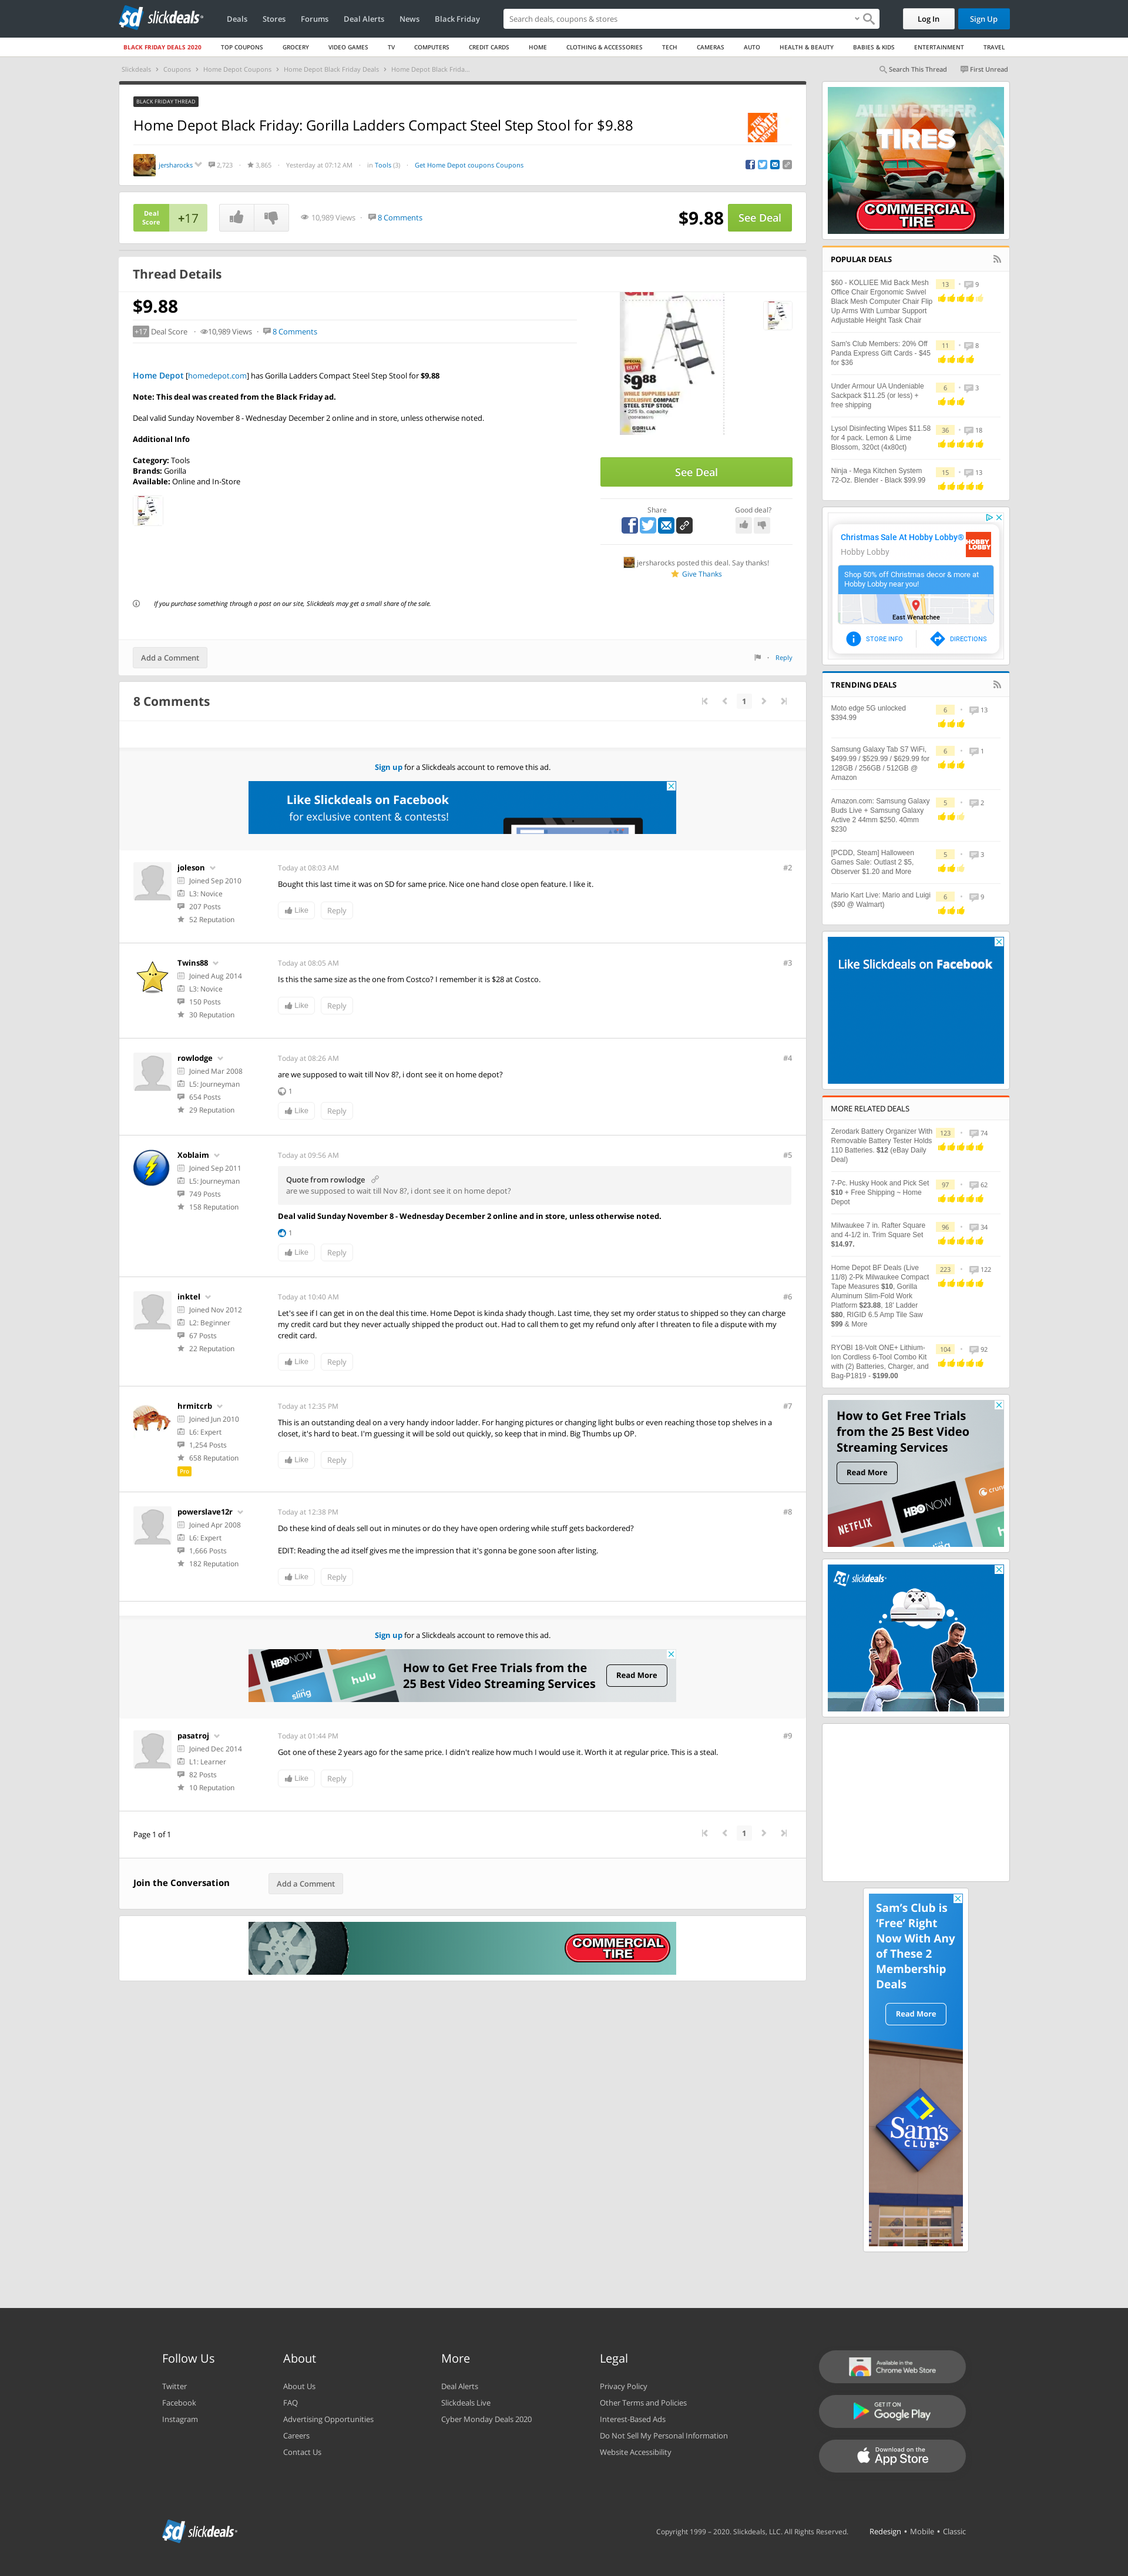 slickdeals
Deals Stores Forums Deal Alerts News Black Friday
Search deals, coupons & stores
Log In
Sign Up
BLACK FRIDAY DEALS 2020 TOP COUPONS GROCERY VIDEO GAMES TV COMPUTERS CREDIT CARDS HOME CLOTHING & ACCESSORIES TECH CAMERAS AUTO HEALTH & BEAUTY BABIES & KIDS ENTERTAINMENT TRAVEL
Slickdeals Coupons Home Depot Coupons Home Depot Black Friday Deals Home Depot Black Frida...
Search This Thread First Unread
BLACK FRIDAY THREAD
Home Depot Black Friday: Gorilla Ladders Compact Steel Step Stool for $9.88
jersharocks 2,723 3,865 Yesterday at 07:12 AM in Tools (3) Get Home Depot coupons Coupons
Deal Score +17
10,989 Views 8 Comments
$9.88 See Deal
Thread Details
$9.88
+17 Deal Score 10,989 Views 8 Comments
Home Depot [homedepot.com] has Gorilla Ladders Compact Steel Step Stool for $9.88
Note: This deal was created from the Black Friday ad.
Deal valid Sunday November 8 - Wednesday December 2 online and in store, unless otherwise noted.
Additional Info
Category: Tools
Brands: Gorilla
Available: Online and In-Store
SPECIAL BUY
$9.88
WHILE SUPPLIES LAST
EXCLUSIVE COMPACT
STEEL STEP STOOL
• 225 lb. capacity
GORILLA
See Deal
Share
Good deal?
jersharocks posted this deal. Say thanks!
Give Thanks
If you purchase something through a post on our site, Slickdeals may get a small share of the sale.
Add a Comment
Reply
8 Comments
1
Sign up for a Slickdeals account to remove this ad.
Like Slickdeals on Facebook
for exclusive content & contests!
joleson
Joined Sep 2010
L3: Novice
207 Posts
52 Reputation
Today at 08:03 AM
#2
Bought this last time it was on SD for same price. Nice one hand close open feature. I like it.
Like Reply
Twins88
Joined Aug 2014
L3: Novice
150 Posts
30 Reputation
Today at 08:05 AM
#3
Is this the same size as the one from Costco? I remember it is $28 at Costco.
Like Reply
rowlodge
Joined Mar 2008
L5: Journeyman
654 Posts
29 Reputation
Today at 08:26 AM
#4
are we supposed to wait till Nov 8?, i dont see it on home depot?
1
Like Reply
Xoblaim
Joined Sep 2011
L5: Journeyman
749 Posts
158 Reputation
Today at 09:56 AM
#5
Quote from rowlodge
are we supposed to wait till Nov 8?, i dont see it on home depot?
Deal valid Sunday November 8 - Wednesday December 2 online and in store, unless otherwise noted.
1
Like Reply
inktel
Joined Nov 2012
L2: Beginner
67 Posts
22 Reputation
Today at 10:40 AM
#6
Let's see if I can get in on the deal this time. Home Depot is kinda shady though. Last time, they set my order status to shipped so they can charge
my credit card but they never actually shipped the product out. Had to call them to get my refund only after I threaten to file a dispute with my
credit card.
Like Reply
hrmitcrb
Joined Jun 2010
L6: Expert
1,254 Posts
658 Reputation
Pro
Today at 12:35 PM
#7
This is an outstanding deal on a very handy indoor ladder. For hanging pictures or changing light bulbs or even reaching those top shelves in a
closet, it's hard to beat. I'm guessing it will be sold out quickly, so keep that in mind. Big Thumbs up OP.
Like Reply
powerslave12r
Joined Apr 2008
L6: Expert
1,666 Posts
182 Reputation
Today at 12:38 PM
#8
Do these kind of deals sell out in minutes or do they have open ordering while stuff gets backordered?
EDIT: Reading the ad itself gives me the impression that it's gonna be gone soon after listing.
Like Reply
Sign up for a Slickdeals account to remove this ad.
HBO NOW
sling
hulu
How to Get Free Trials from the
25 Best Video Streaming Services
Read More
pasatroj
Joined Dec 2014
L1: Learner
82 Posts
10 Reputation
Today at 01:44 PM
#9
Got one of these 2 years ago for the same price. I didn't realize how much I would use it. Worth it at regular price. This is a steal.
Like Reply
Page 1 of 1
1
Join the Conversation
Add a Comment
COMMERCIAL
TIRE
ALL WEATHER
TIRES
COMMERCIAL
TIRE
POPULAR DEALS
$60 - KOLLIEE Mid Back Mesh
Office Chair Ergonomic Swivel
Black Mesh Computer Chair Flip
Up Arms With Lumbar Support
Adjustable Height Task Chair
13 9
Sam's Club Members: 20% Off
Panda Express Gift Cards - $45
for $36
11 8
Under Armour UA Undeniable
Sackpack $11.25 (or less) +
free shipping
6 3
Lysol Disinfecting Wipes $11.58
for 4 pack. Lemon & Lime
Blossom, 320ct (4x80ct)
36 18
Ninja - Mega Kitchen System
72-Oz. Blender - Black $99.99
15 13
Christmas Sale At Hobby Lobby®
Hobby Lobby
HOBBY
LOBBY
Shop 50% off Christmas decor & more at
Hobby Lobby near you!
East Wenatchee
STORE INFO DIRECTIONS
TRENDING DEALS
Moto edge 5G unlocked
$394.99
6 13
Samsung Galaxy Tab S7 WiFi,
$499.99 / $529.99 / $629.99 for
128GB / 256GB / 512GB @
Amazon
6 1
Amazon.com: Samsung Galaxy
Buds Live + Samsung Galaxy
Active 2 44mm $250. 40mm
$230
5 2
[PCDD, Steam] Halloween
Games Sale: Outlast 2 $5,
Observer $1.20 and More
5 3
Mario Kart Live: Mario and Luigi
($90 @ Walmart)
6 9
Like Slickdeals on Facebook
MORE RELATED DEALS
Zerodark Battery Organizer With
Removable Battery Tester Holds
110 Batteries. $12 (eBay Daily
Deal)
123 74
7-Pc. Husky Hook and Pick Set
$10 + Free Shipping ~ Home
Depot
97 62
Milwaukee 7 in. Rafter Square
and 4-1/2 in. Trim Square Set
$14.97.
96 34
Home Depot BF Deals (Live
11/8) 2-Pk Milwaukee Compact
Tape Measures $10, Gorilla
Aluminum Slim-Fold Work
Platform $23.88, 18' Ladder
$80, RIGID 6.5 Amp Tile Saw
$99 & More
223 122
RYOBI 18-Volt ONE+ Lithium-
Ion Cordless 6-Tool Combo Kit
with (2) Batteries, Charger, and
Bag-P1819 - $199.00
104 92
How to Get Free Trials
from the 25 Best Video
Streaming Services
Read More
NETFLIX
HBO NOW
sling
slickdeals
Sam's Club is
'Free' Right
Now With Any
of These 2
Membership
Deals
Read More
Sam's
CLUB
Follow Us
Twitter
Facebook
Instagram
About
About Us
FAQ
Advertising Opportunities
Careers
Contact Us
More
Deal Alerts
Slickdeals Live
Cyber Monday Deals 2020
Legal
Privacy Policy
Other Terms and Policies
Interest-Based Ads
Do Not Sell My Personal Information
Website Accessibility
Available in the
Chrome Web Store
GET IT ON
Google Play
Download on the
App Store
slickdeals
Copyright 1999 – 2020. Slickdeals, LLC. All Rights Reserved.
Redesign • Mobile • Classic